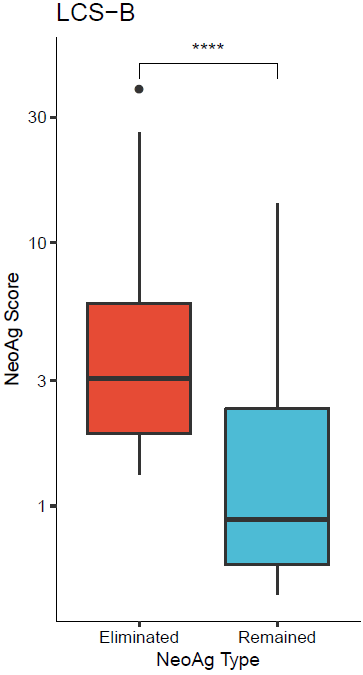 LCS−B
****
30
10
3
1
NeoAg Score
Eliminated
Remained
NeoAg Type